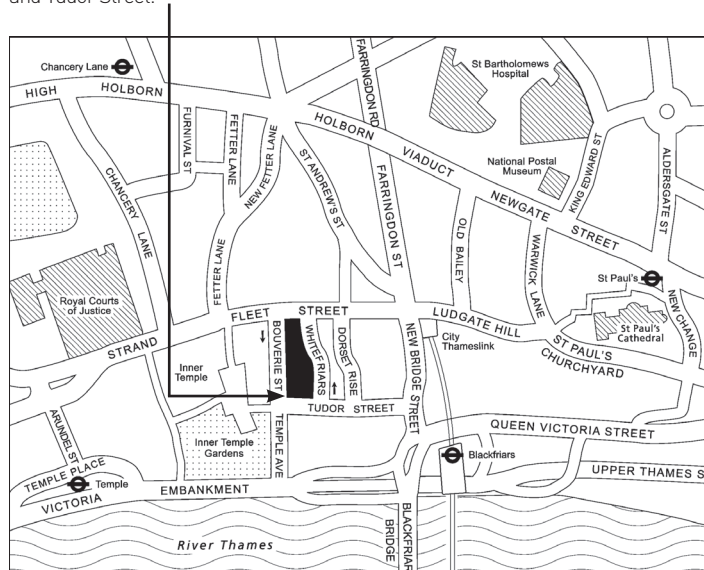 and Tudor Street.
Chancery Lane
HIGH HOLBORN
FURNIVAL ST
FETTER LANE
NEW FETTER LANE
FARRINGDON RD
St Bartholomews
Hospital
HOLBORN VIADUCT
ST ANDREW'S ST
FARRINGDON ST
National Postal
Museum
KING EDWARD ST
ALDERSGATE ST
CHANCERY LANE
NEWGATE STREET
OLD BAILEY
WARWICK LANE
FETTER LANE
St Paul's
Royal Courts
of Justice
NEW CHANGE
FLEET STREET
LUDGATE HILL
St Paul's
Cathedral
STRAND
BOUVERIE ST
WHITEFRIARS
DORSET RISE
NEW BRIDGE STREET
City
Thameslink
ST PAUL'S
CHURCHYARD
Inner
Temple
TUDOR STREET
ARUNDEL ST
Inner Temple
Gardens
TEMPLE AVE
QUEEN VICTORIA STREET
TEMPLE PLACE
Temple
Blackfriars
UPPER THAMES S
VICTORIA EMBANKMENT
BLACKFRIAR
BRIDGE
River Thames